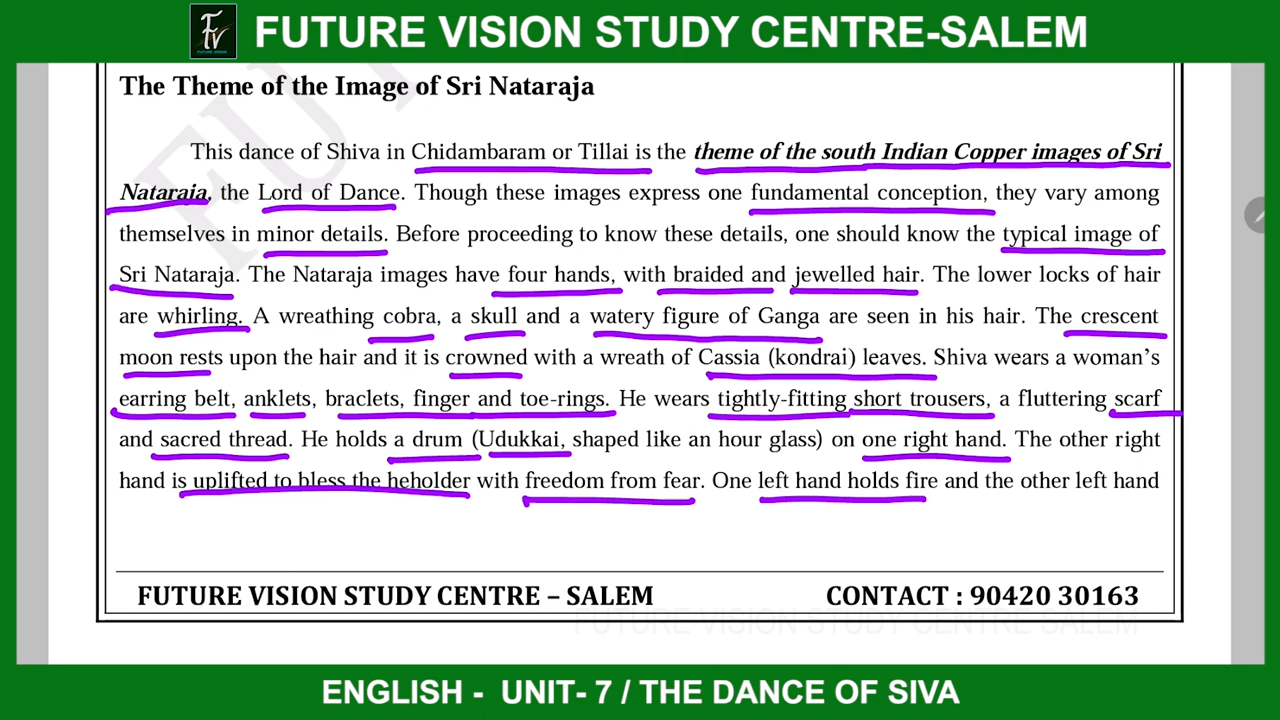 FUTURE VISION STUDY CENTRE-SALEM
The Theme of the Image of Sri Nataraja
This dance of Shiva in Chidambaram or Tillai is the theme of the south Indian Copper images of Sri
Nataraja, the Lord of Dance. Though these images express one fundamental conception, they vary among
themselves in minor details. Before proceeding to know these details, one should know the typical image of
Sri Nataraja. The Nataraja images have four hands, with braided and jewelled hair. The lower locks of hair
are whirling. A wreathing cobra, a skull and a watery figure of Ganga are seen in his hair. The crescent
moon rests upon the hair and it is crowned with a wreath of Cassia (kondrai) leaves. Shiva wears a woman's
earring belt, anklets, braclets, finger and toe-rings. He wears tightly-fitting short trousers, a fluttering scarf
and sacred thread. He holds a drum (Udukkai, shaped like an hour glass) on one right hand. The other right
hand is uplifted to bless the heholder with freedom from fear. One left hand holds fire and the other left hand
FUTURE VISION STUDY CENTRE – SALEM CONTACT : 90420 30163
FUTURE VISION STUDY CENTRE SALEM
ENGLISH - UNIT- 7 / THE DANCE OF SIVA